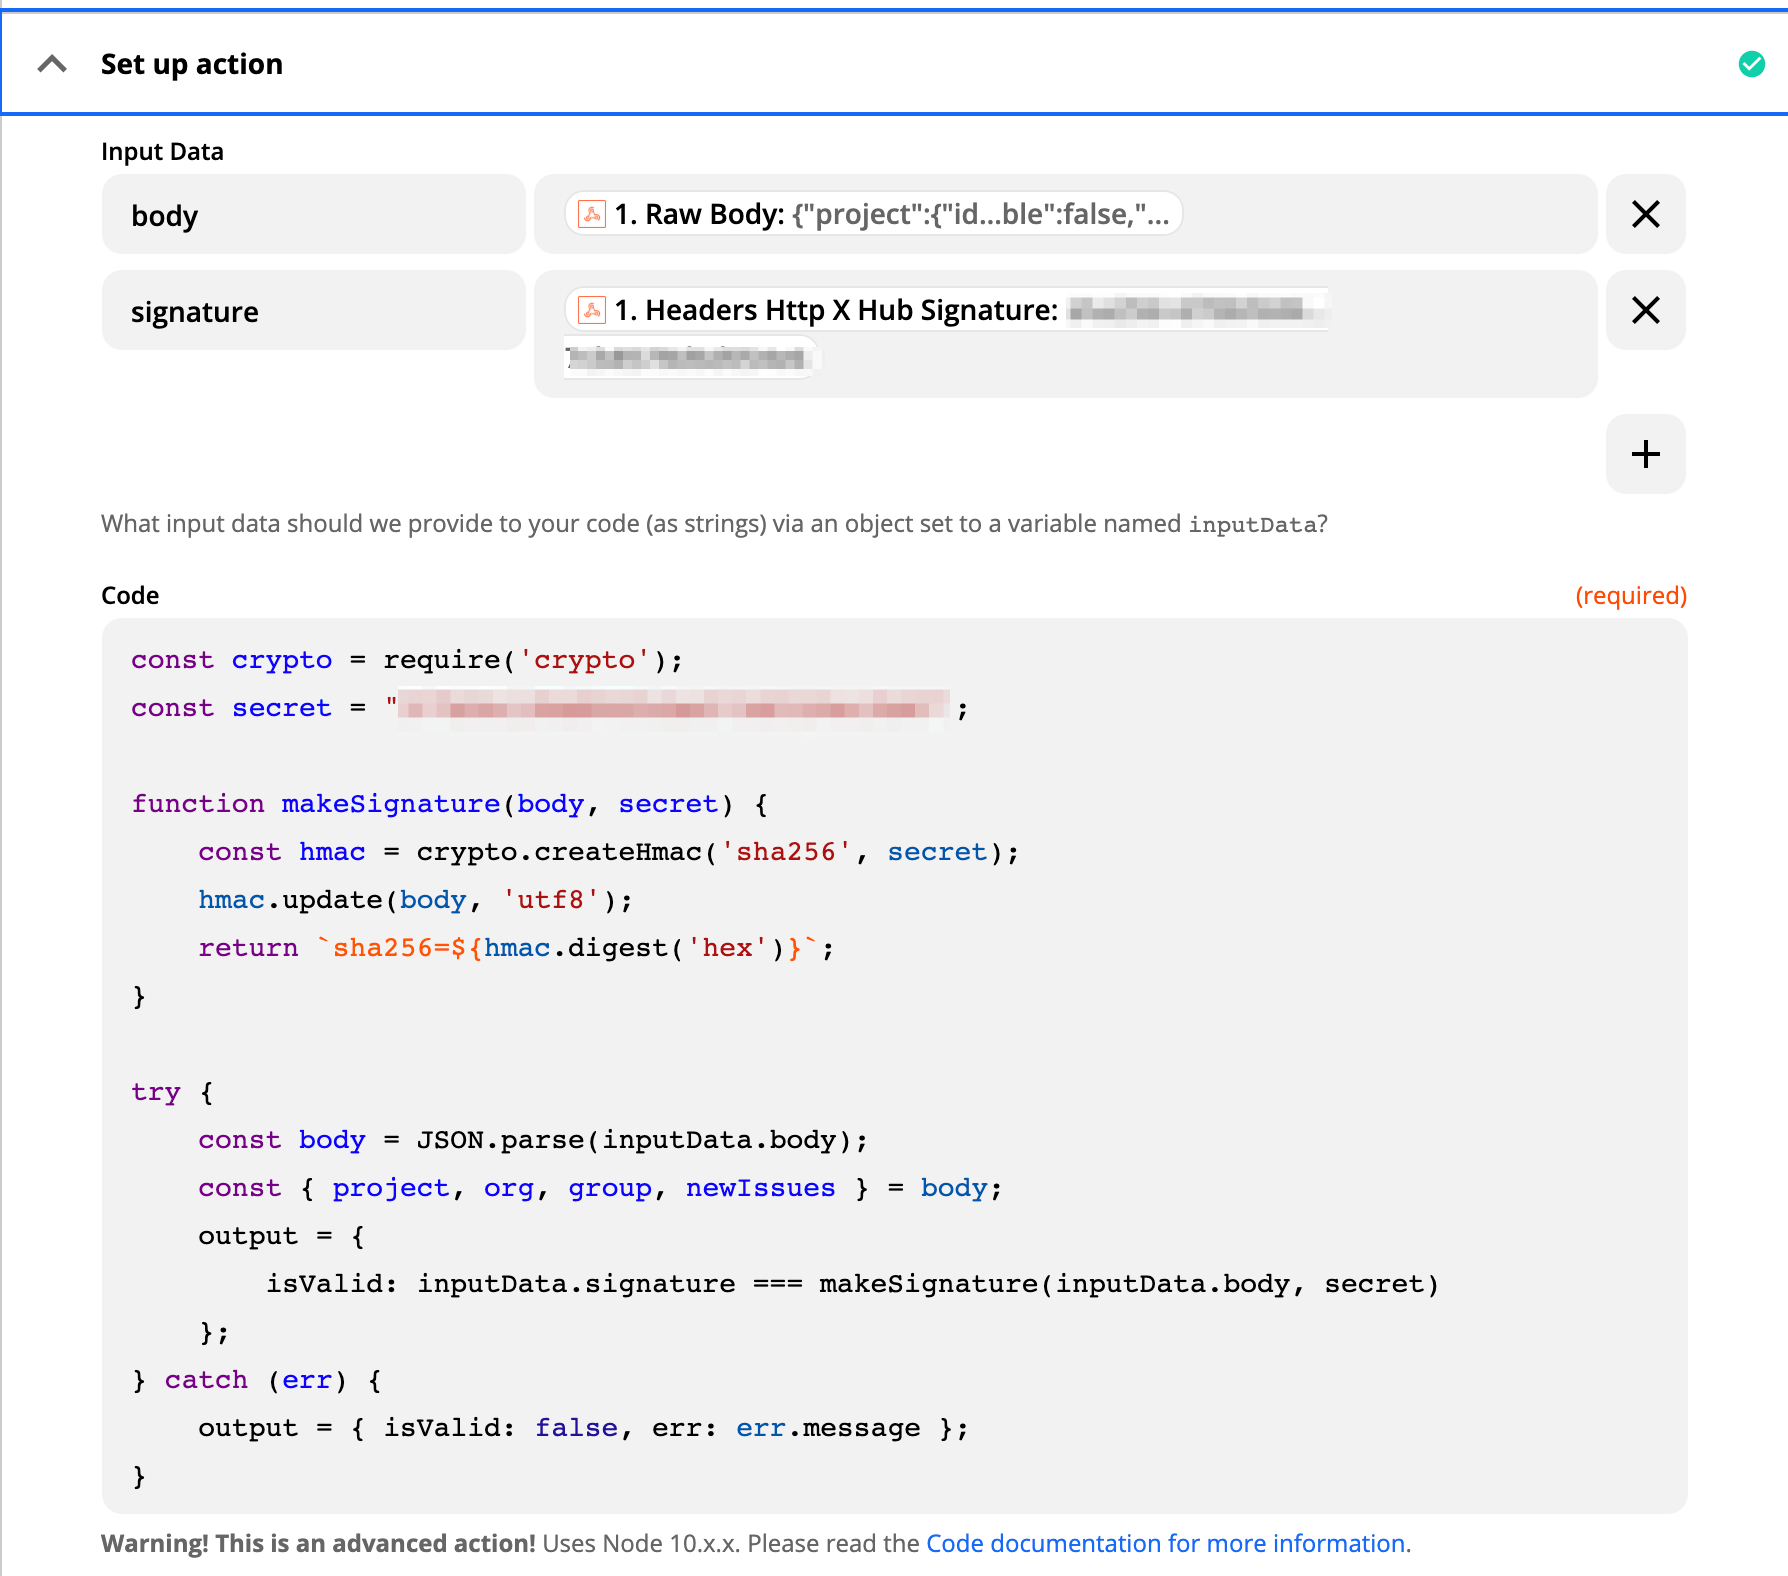 Set up action
Input Data
body
1. Raw Body: {"project":{"id...ble":false,"...
signature
1. Headers Http X Hub Signature:
What input data should we provide to your code (as strings) via an object set to a variable named inputData?
Code (required)
const crypto = require('crypto');
const secret = " ;
function makeSignature(body, secret) {
    const hmac = crypto.createHmac('sha256', secret);
    hmac.update(body, 'utf8');
    return `sha256=${hmac.digest('hex')}`;
}
try {
    const body = JSON.parse(inputData.body);
    const { project, org, group, newIssues } = body;
    output = {
        isValid: inputData.signature === makeSignature(inputData.body, secret)
    };
} catch (err) {
    output = { isValid: false, err: err.message };
}
Warning! This is an advanced action! Uses Node 10.x.x. Please read the Code documentation for more information.